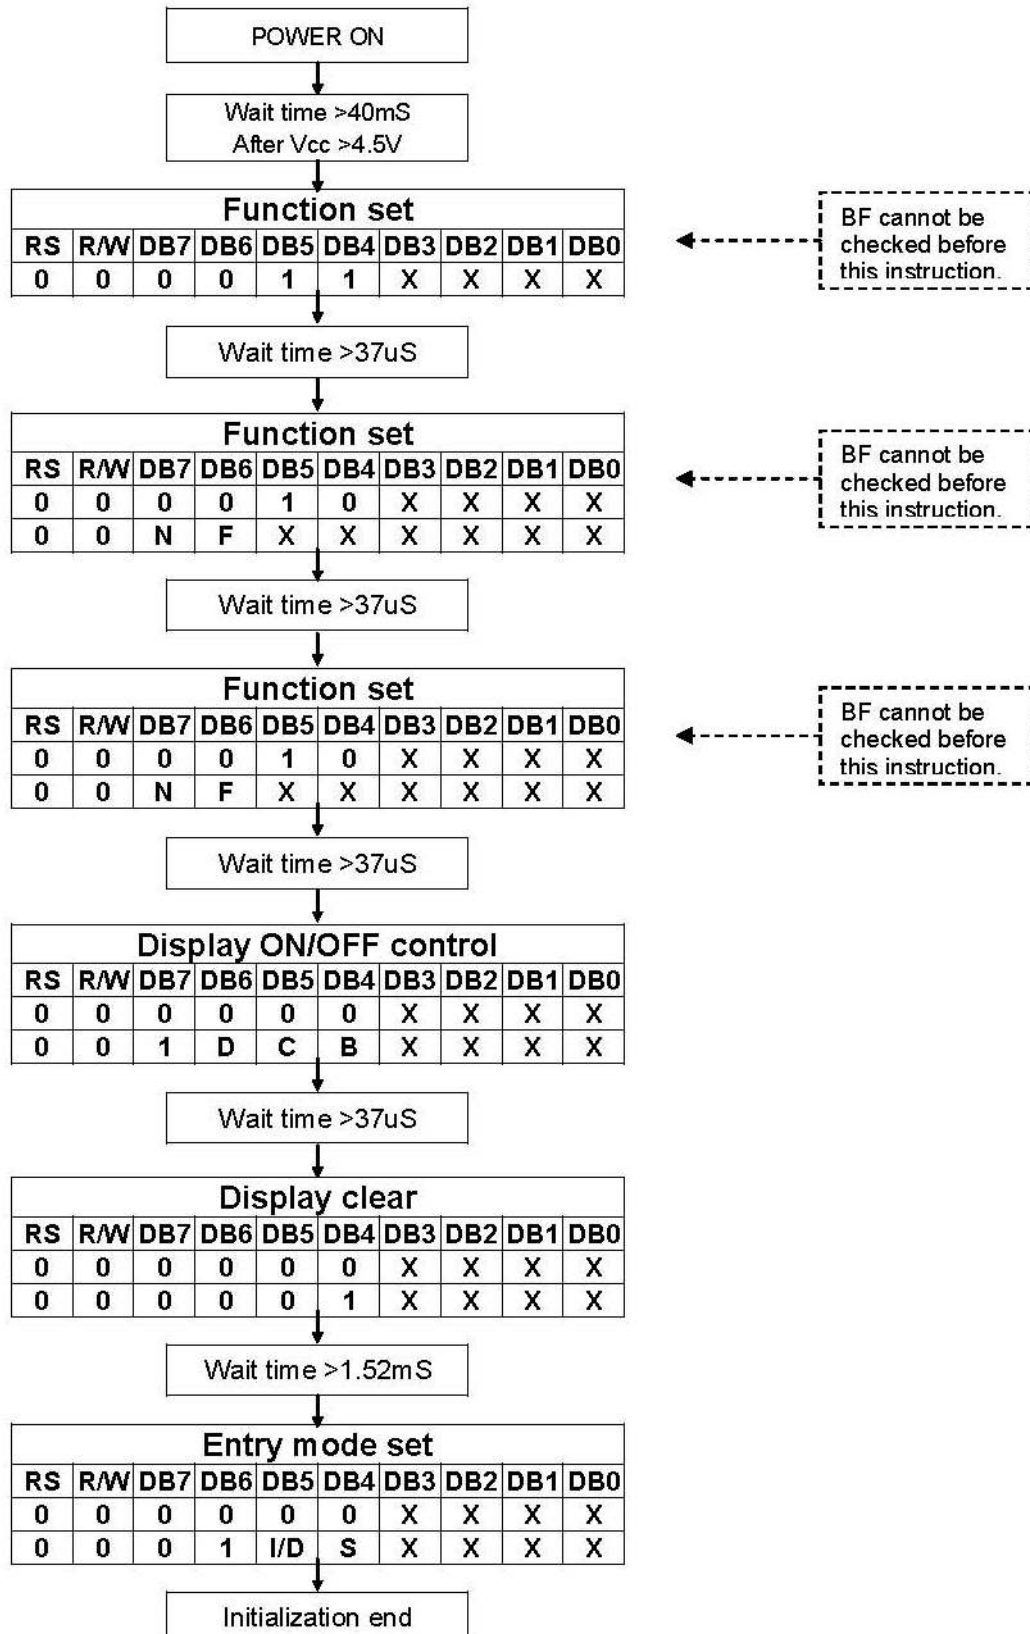 POWER ON
Wait time >40mS
After Vcc >4.5V
Function set
RS R/W DB7 DB6 DB5 DB4 DB3 DB2 DB1 DB0
0 0 0 0 1 1 X X X X
BF cannot be
checked before
this instruction.
Wait time >37uS
Function set
RS R/W DB7 DB6 DB5 DB4 DB3 DB2 DB1 DB0
0 0 0 0 1 0 X X X X
0 0 N F X X X X X X
BF cannot be
checked before
this instruction.
Wait time >37uS
Function set
RS R/W DB7 DB6 DB5 DB4 DB3 DB2 DB1 DB0
0 0 0 0 1 0 X X X X
0 0 N F X X X X X X
BF cannot be
checked before
this instruction.
Wait time >37uS
Display ON/OFF control
RS R/W DB7 DB6 DB5 DB4 DB3 DB2 DB1 DB0
0 0 0 0 0 0 X X X X
0 0 1 D C B X X X X
Wait time >37uS
Display clear
RS R/W DB7 DB6 DB5 DB4 DB3 DB2 DB1 DB0
0 0 0 0 0 0 X X X X
0 0 0 0 0 1 X X X X
Wait time >1.52mS
Entry mode set
RS R/W DB7 DB6 DB5 DB4 DB3 DB2 DB1 DB0
0 0 0 0 0 0 X X X X
0 0 0 1 I/D S X X X X
Initialization end